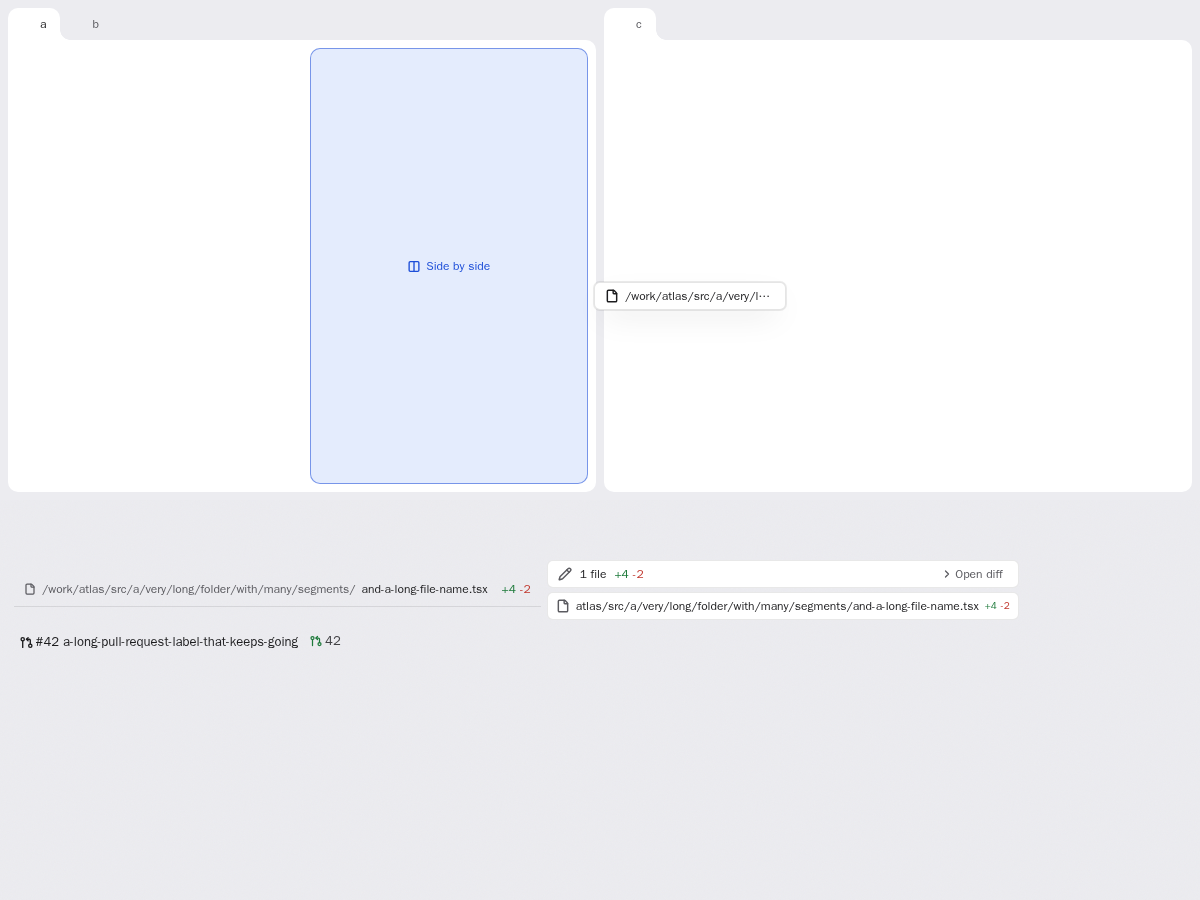 a b
c
Side by side
/work/atlas/src/a/very/l···
/work/atlas/src/a/very/long/folder/with/many/segments/ and-a-long-file-name.tsx +4 -2
1 file +4 -2 Open diff
atlas/src/a/very/long/folder/with/many/segments/and-a-long-file-name.tsx +4 -2
#42 a-long-pull-request-label-that-keeps-going 42